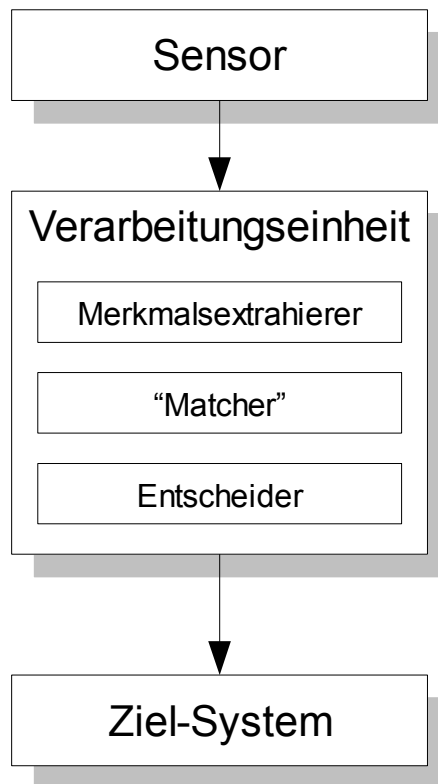 Sensor
Verarbeitungseinheit
Merkmalsextrahierer
“Matcher”
Entscheider
Ziel-System